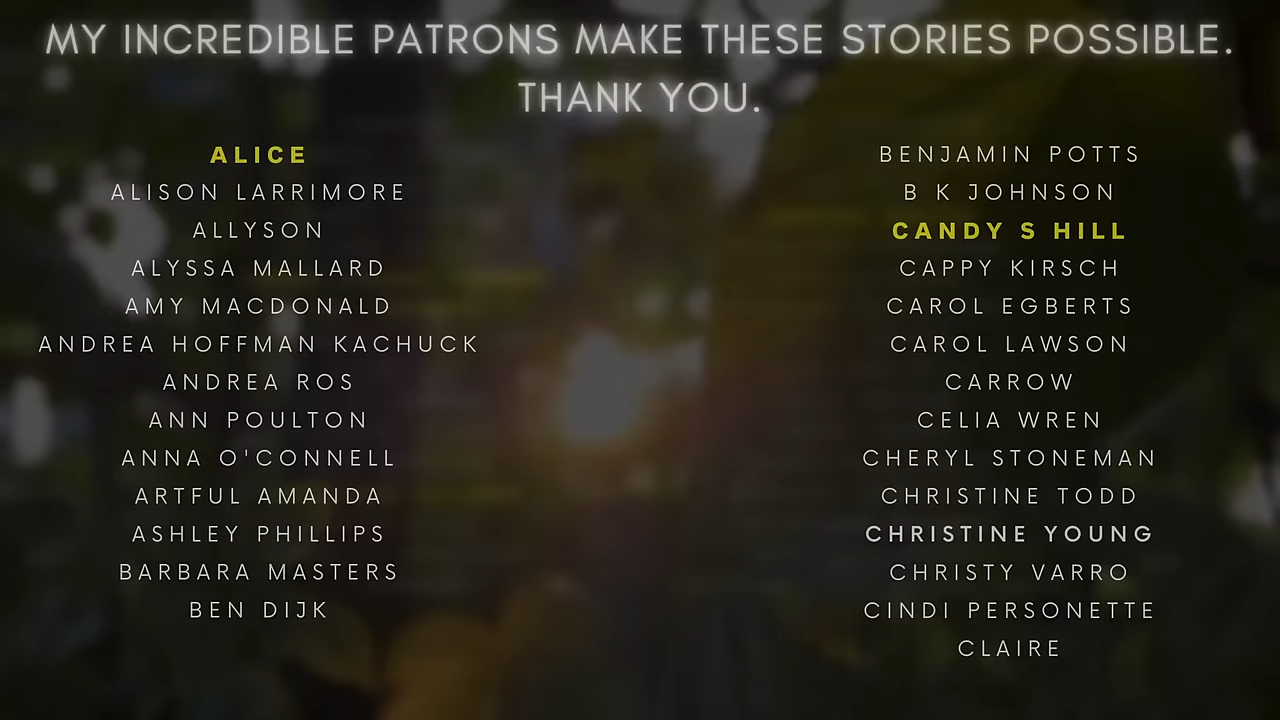 MY INCREDIBLE PATRONS MAKE THESE STORIES POSSIBLE.
THANK YOU.
ALICE
ALISON LARRIMORE
ALLYSON
ALYSSA MALLARD
AMY MACDONALD
ANDREA HOFFMAN KACHUCK
ANDREA ROS
ANN POULTON
ANNA O'CONNELL
ARTFUL AMANDA
ASHLEY PHILLIPS
BARBARA MASTERS
BEN DIJK
BENJAMIN POTTS
B K JOHNSON
CANDY S HILL
CAPPY KIRSCH
CAROL EGBERTS
CAROL LAWSON
CARROW
CELIA WREN
CHERYL STONEMAN
CHRISTINE TODD
CHRISTINE YOUNG
CHRISTY VARRO
CINDI PERSONETTE
CLAIRE